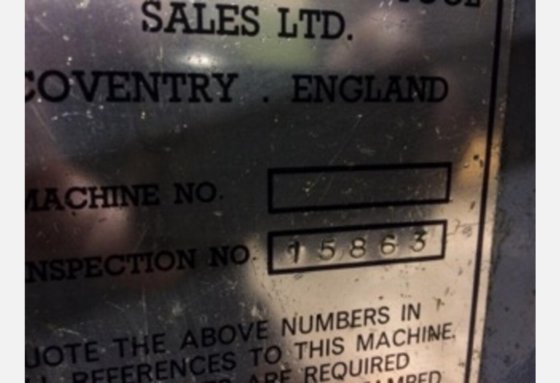 SALES LTD.
COVENTRY . ENGLAND
MACHINE NO.
INSPECTION NO. 15863
QUOTE THE ABOVE NUMBERS IN
ALL REFERENCES TO THIS MACHINE.
ARE REQUIRED